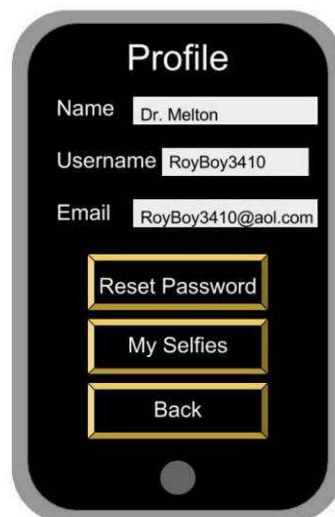 Profile
Name Dr. Melton
Username RoyBoy3410
Email RoyBoy3410@aol.com
Reset Password
My Selfies
Back